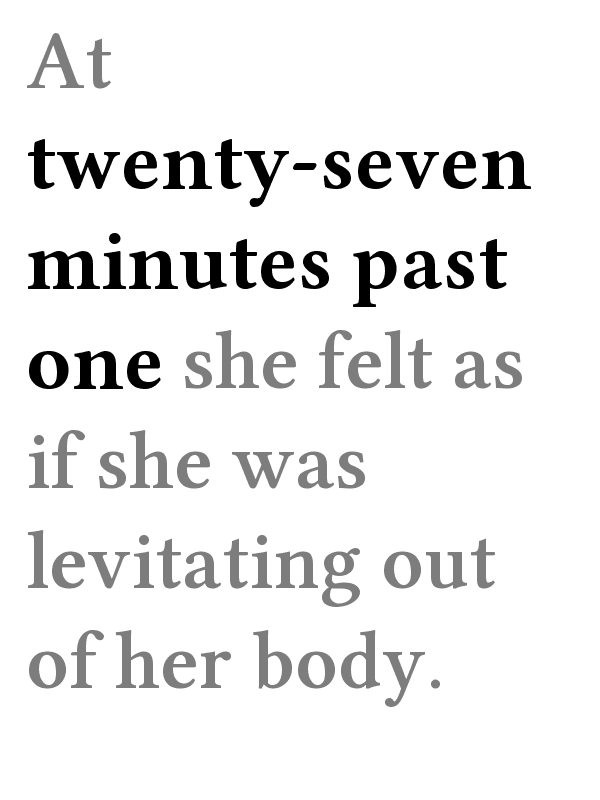 At
twenty-seven
minutes past
one she felt as
if she was
levitating out
of her body.